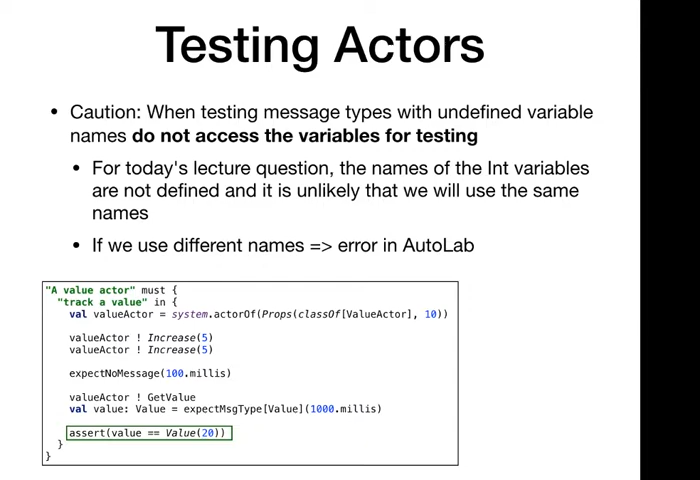 Testing Actors
• Caution: When testing message types with undefined variable
names do not access the variables for testing
• For today's lecture question, the names of the Int variables
are not defined and it is unlikely that we will use the same
names
• If we use different names => error in AutoLab
"A value actor" must {
"track a value" in {
val valueActor = system.actorOf(Props(classOf[ValueActor], 10))
valueActor ! Increase(5)
valueActor ! Increase(5)
expectNoMessage(100.millis)
valueActor ! GetValue
val value: Value = expectMsgType[Value](1000.millis)
assert(value == Value(20))
}
}